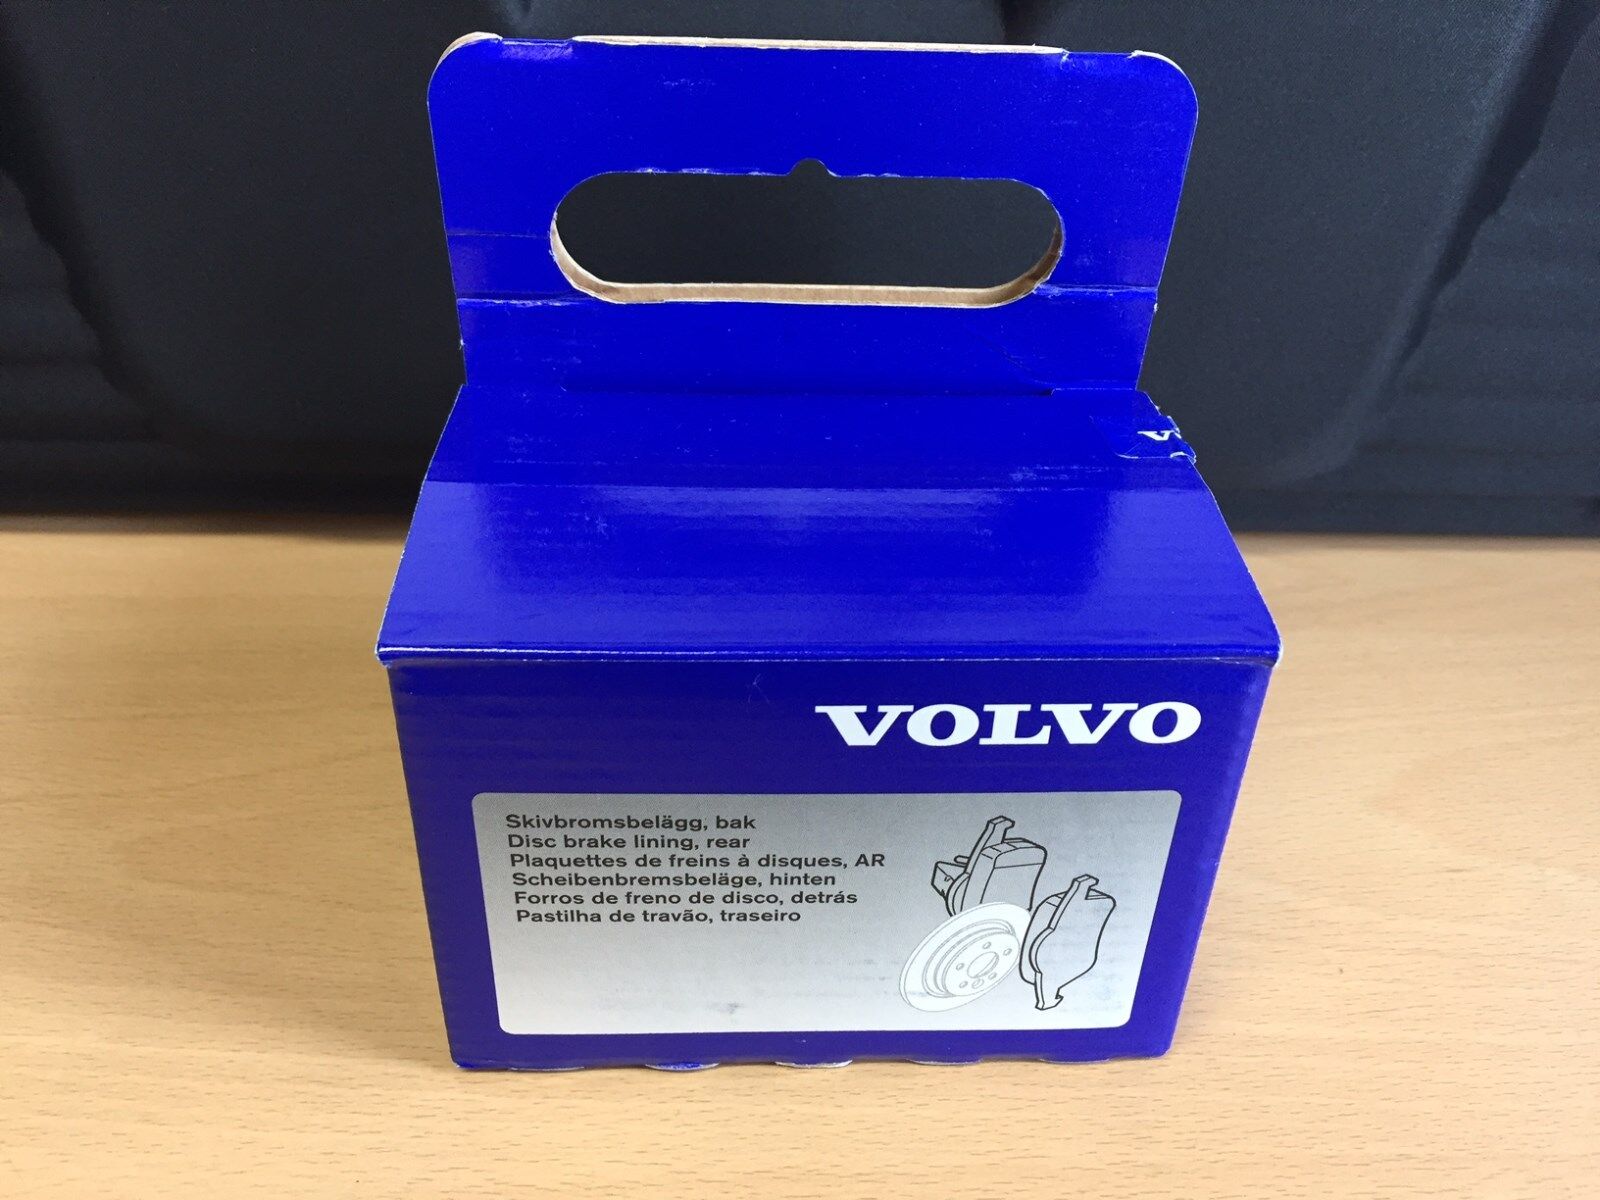 VOLVO
Skivbromsbelägg, bak
Disc brake lining, rear
Plaquettes de freins à disques, AR
Scheibenbremsbeläge, hinten
Forros de freno de disco, detrás
Pastilha de travão, traseiro